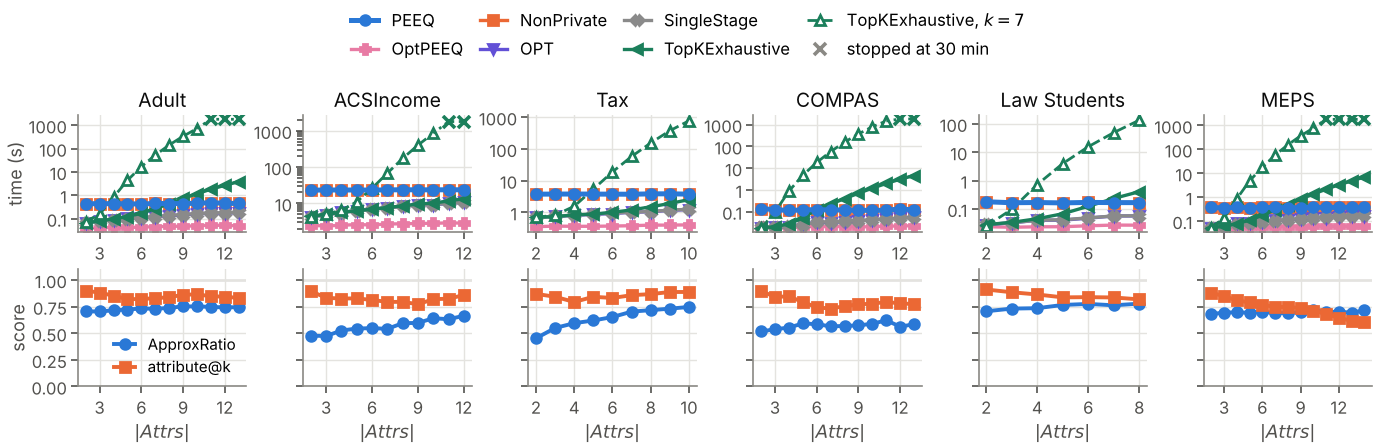 PEEQ NonPrivate SingleStage TopKExhaustive, k = 7
OptPEEQ OPT TopKExhaustive stopped at 30 min
Adult ACSIncome Tax COMPAS Law Students MEPS
time (s)
1000 100 10 1 0.1
1000 100 10
1000 100 10 1
1000 100 10 1 0.1
100 10 1 0.1
1000 100 10 1 0.1
score
1.00 0.75 0.50 0.25 0.00
ApproxRatio
attribute@k
3 6 9 12
3 6 9 12
2 4 6 8 10
3 6 9 12
2 4 6 8
3 6 9 12
|Attrs| |Attrs| |Attrs| |Attrs| |Attrs| |Attrs|